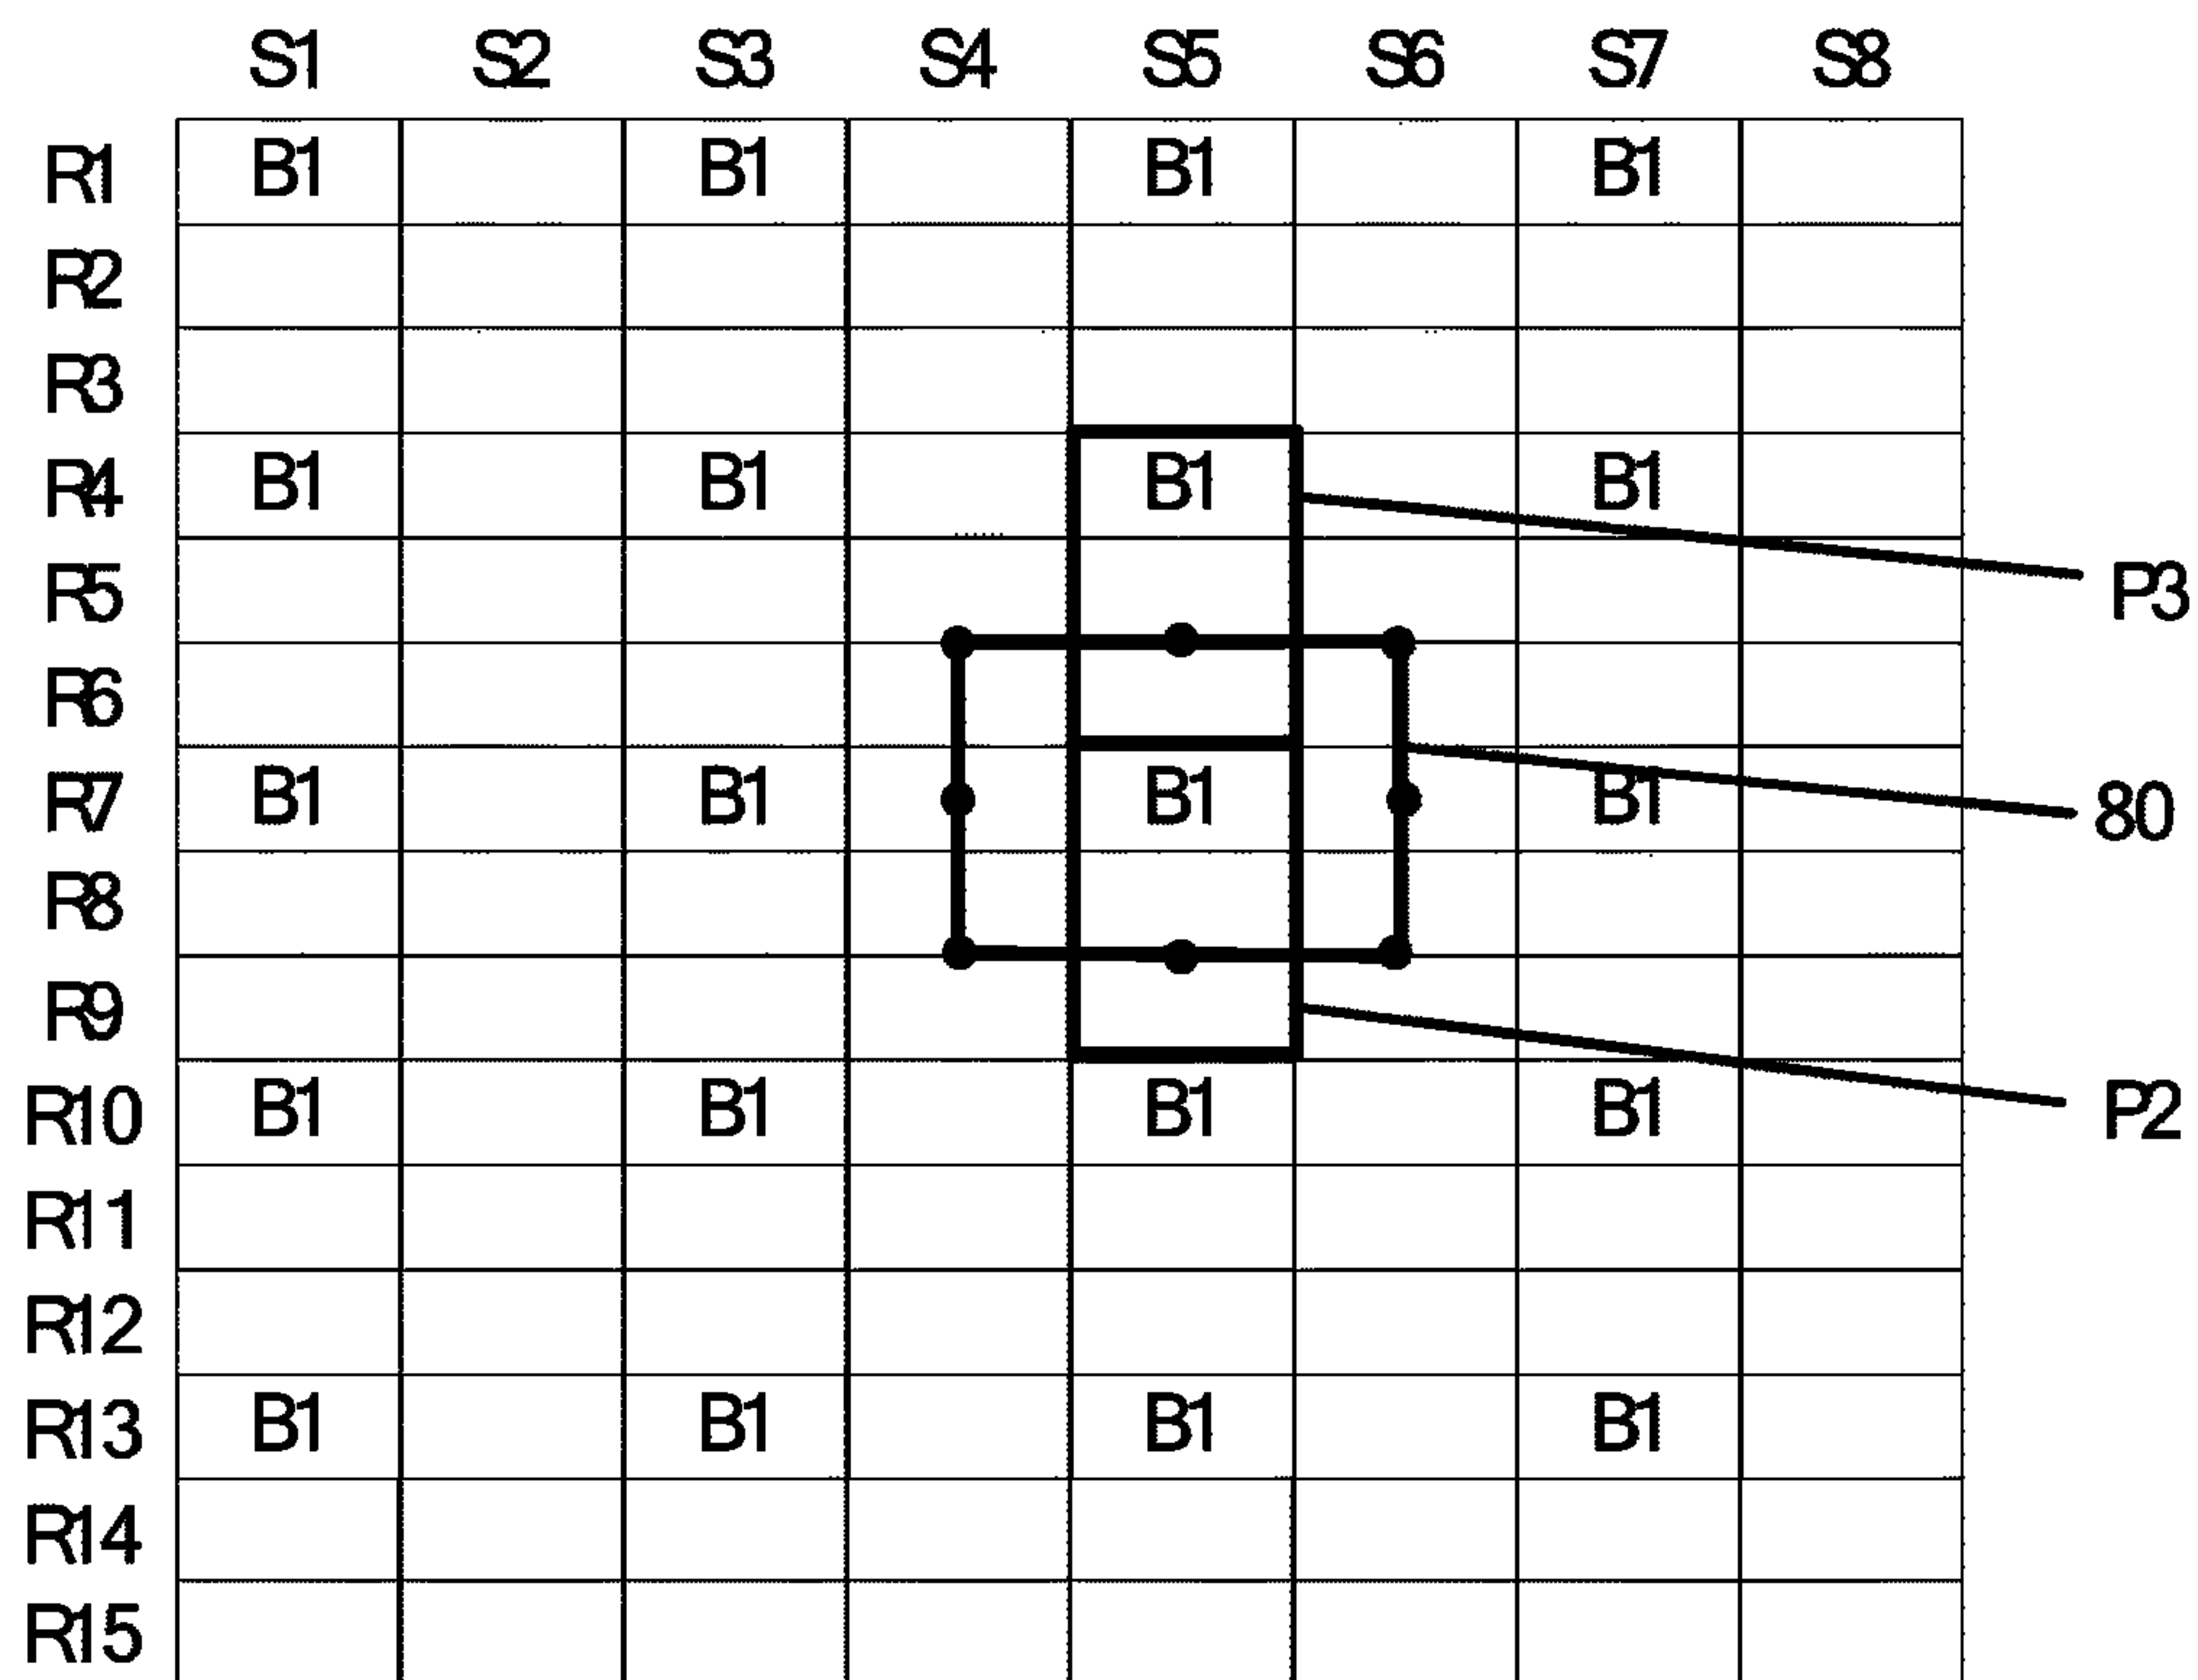 S1 S2 S3 S4 S5 S6 S7 S8
R1 B1 B1 B1 B1
R2
R3
R4 B1 B1 B1 B1
R5 P3
R6
R7 B1 B1 B1 B1 80
R8
R9
R10 B1 B1 B1 B1 P2
R11
R12
R13 B1 B1 B1 B1
R14
R15